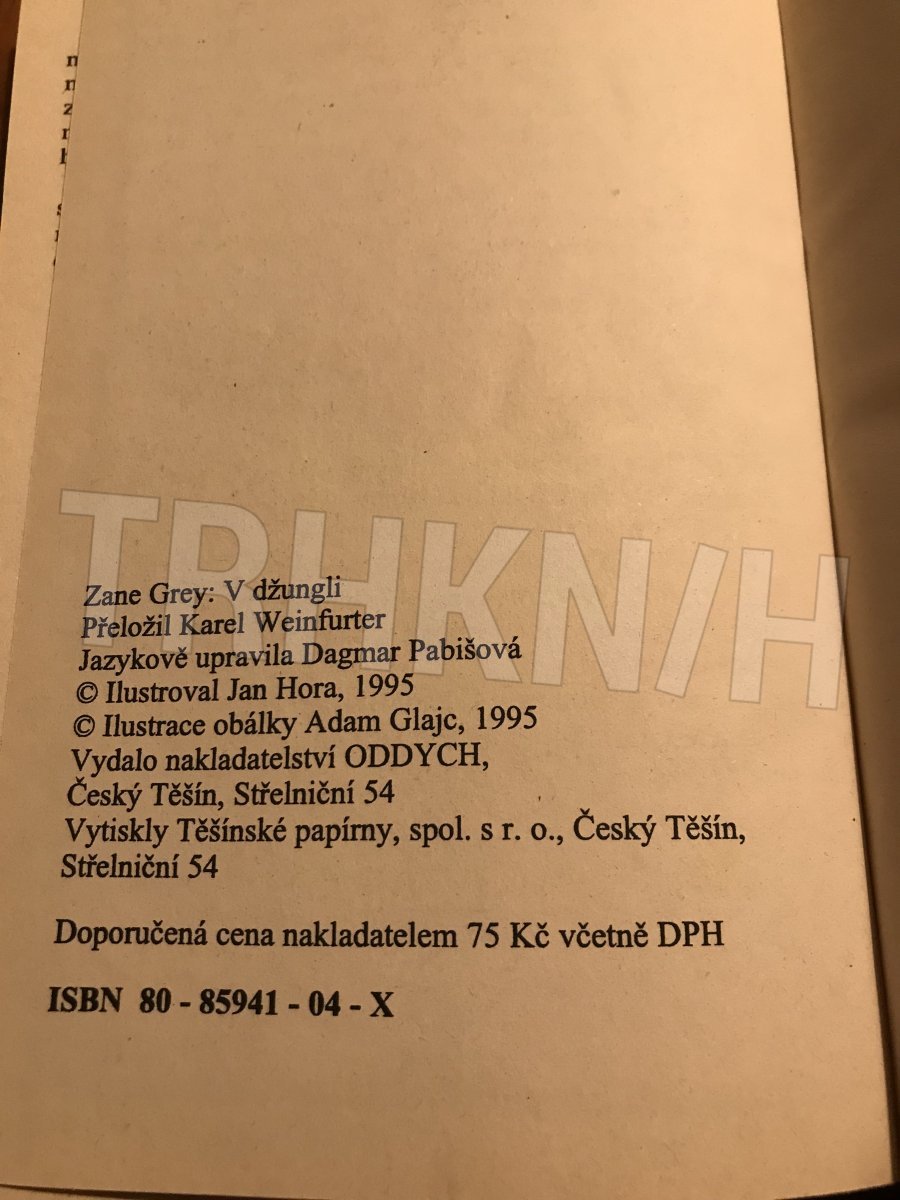 TRHKN/H
Zane Grey: V džungli
Přeložil Karel Weinfurter
Jazykově upravila Dagmar Pabišová
© Ilustroval Jan Hora, 1995
© Ilustrace obálky Adam Glajc, 1995
Vydalo nakladatelství ODDYCH,
Český Těšín, Střelniční 54
Vytiskly Těšínské papírny, spol. s r. o., Český Těšín,
Střelniční 54
Doporučená cena nakladatelem 75 Kč včetně DPH
ISBN 80 - 85941 - 04 - X